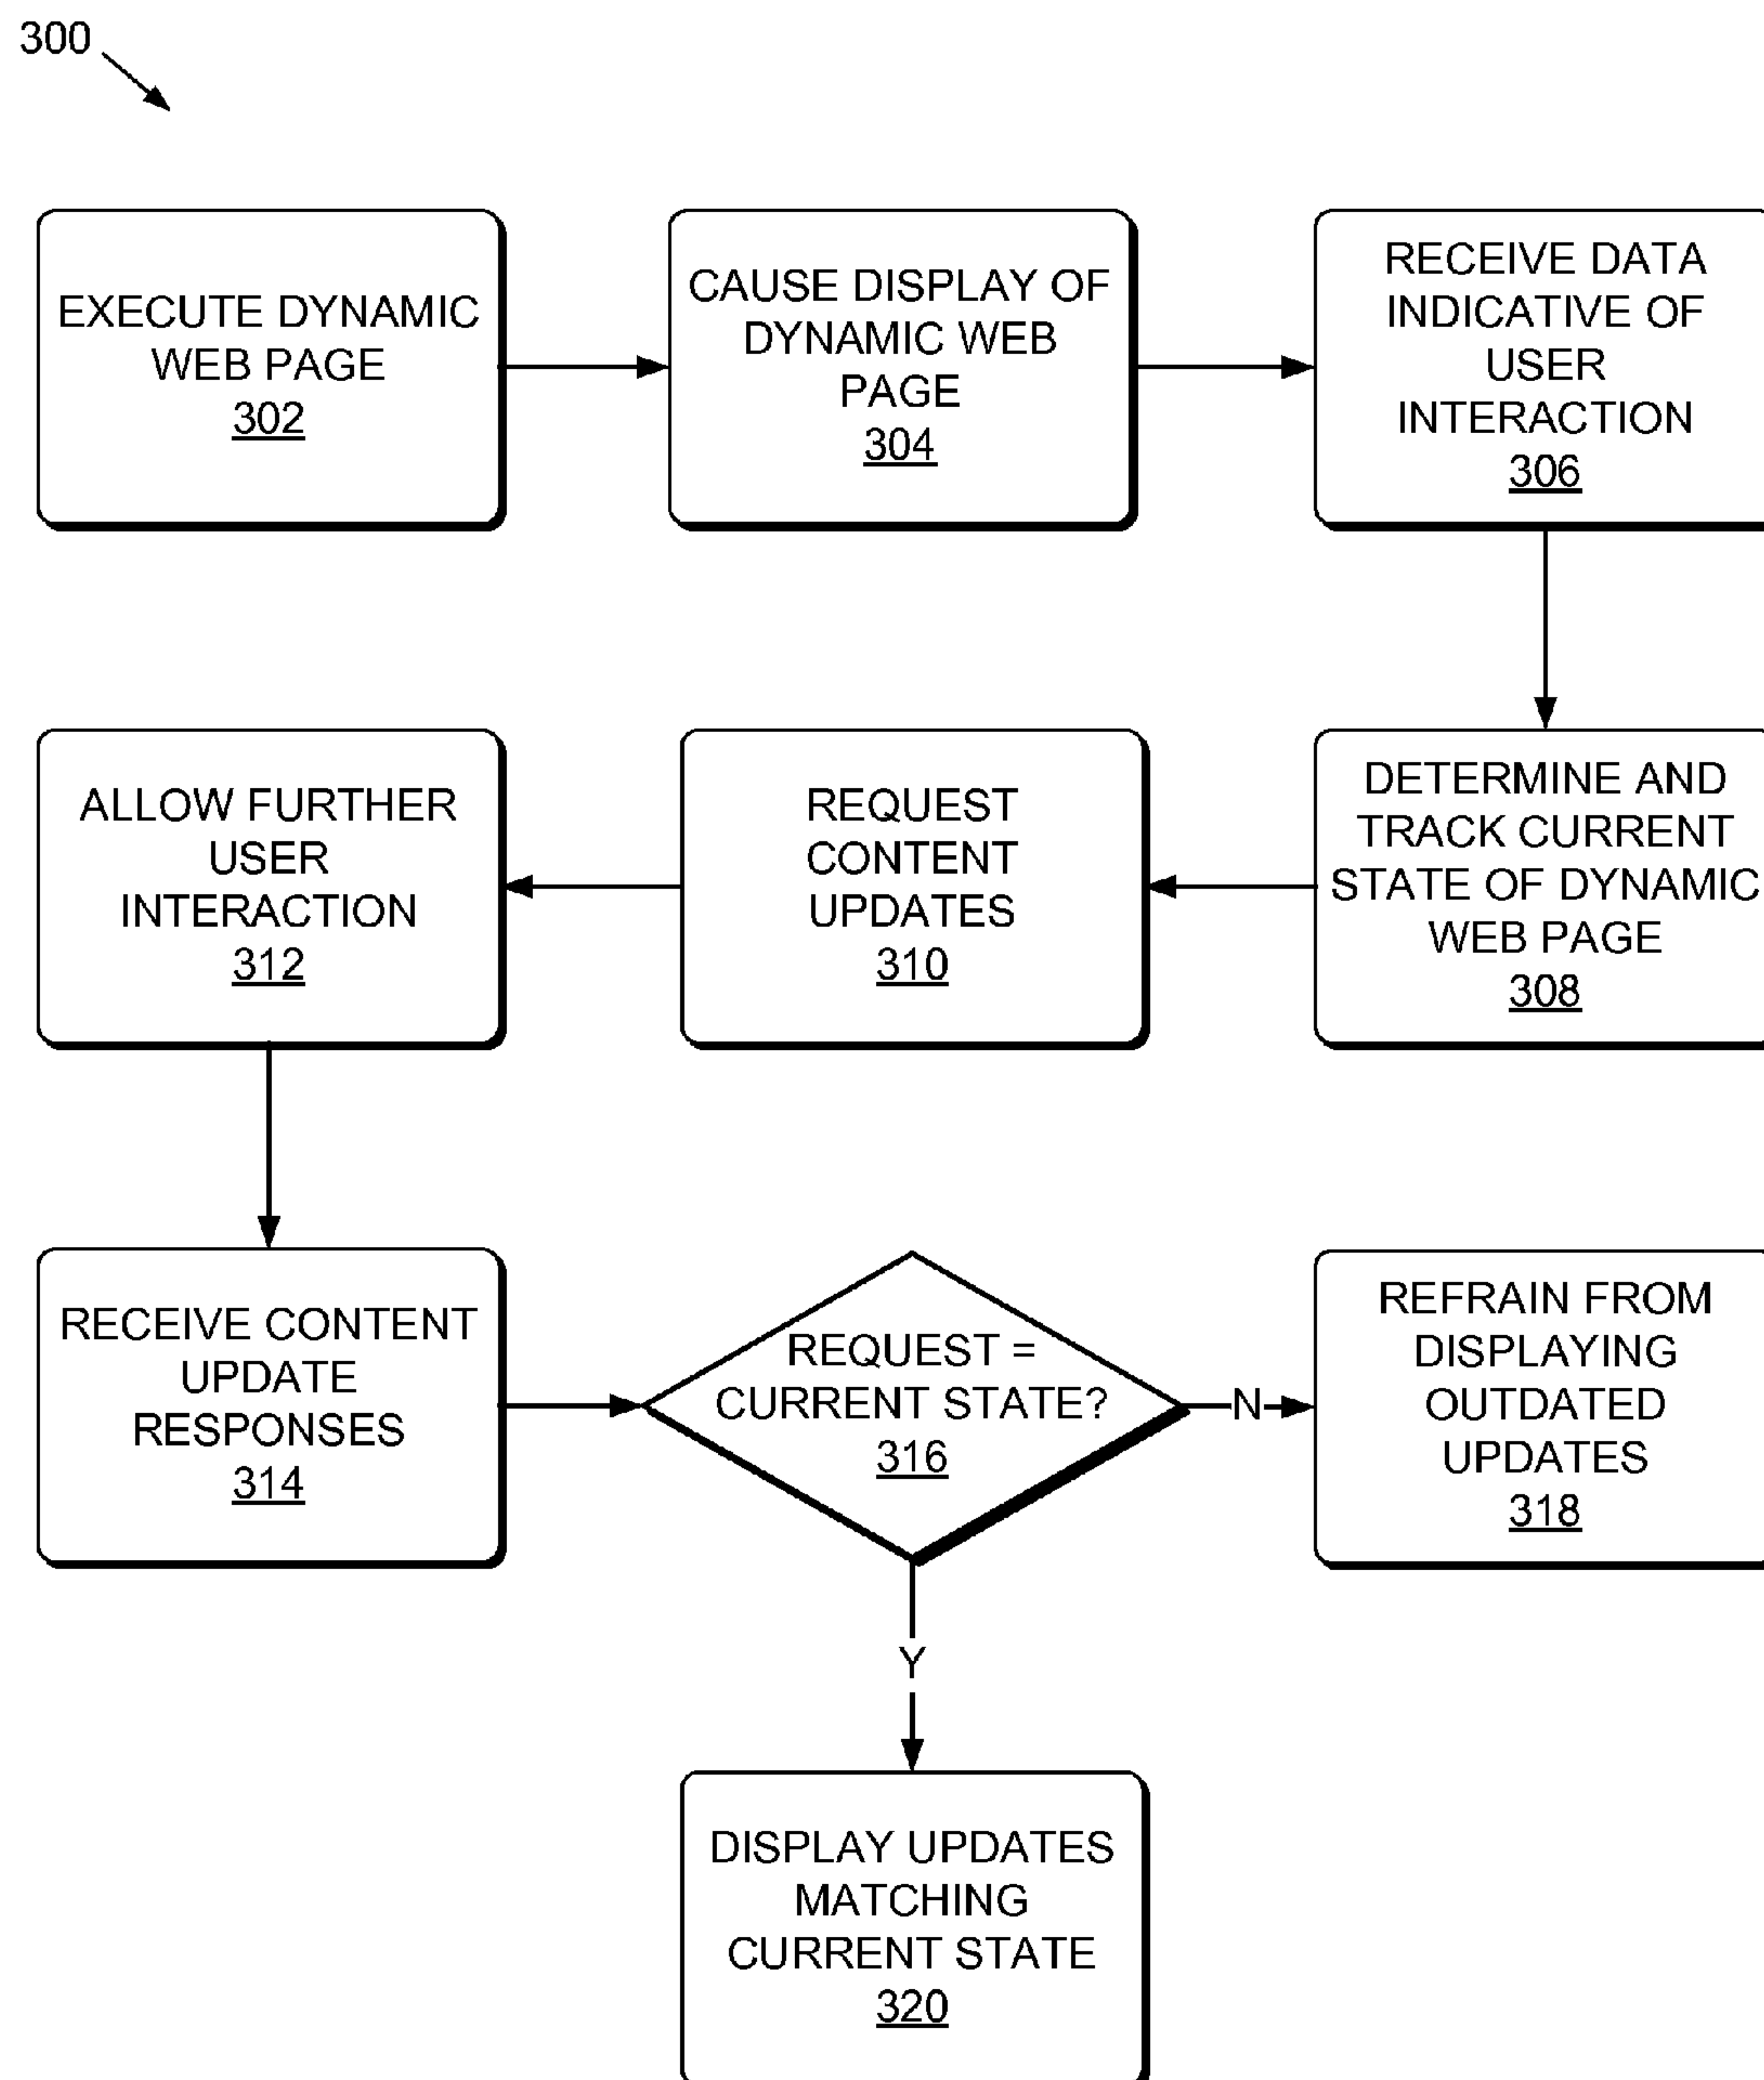 300
EXECUTE DYNAMIC
WEB PAGE
302
CAUSE DISPLAY OF
DYNAMIC WEB
PAGE
304
RECEIVE DATA
INDICATIVE OF
USER
INTERACTION
306
DETERMINE AND
TRACK CURRENT
STATE OF DYNAMIC
WEB PAGE
308
REQUEST
CONTENT
UPDATES
310
ALLOW FURTHER
USER
INTERACTION
312
RECEIVE CONTENT
UPDATE
RESPONSES
314
REQUEST =
CURRENT STATE?
316
N
REFRAIN FROM
DISPLAYING
OUTDATED
UPDATES
318
Y
DISPLAY UPDATES
MATCHING
CURRENT STATE
320